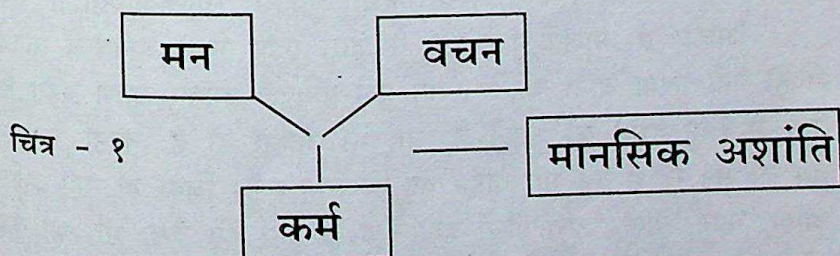 मन
वचन
चित्र - १
मानसिक अशांति
कर्म